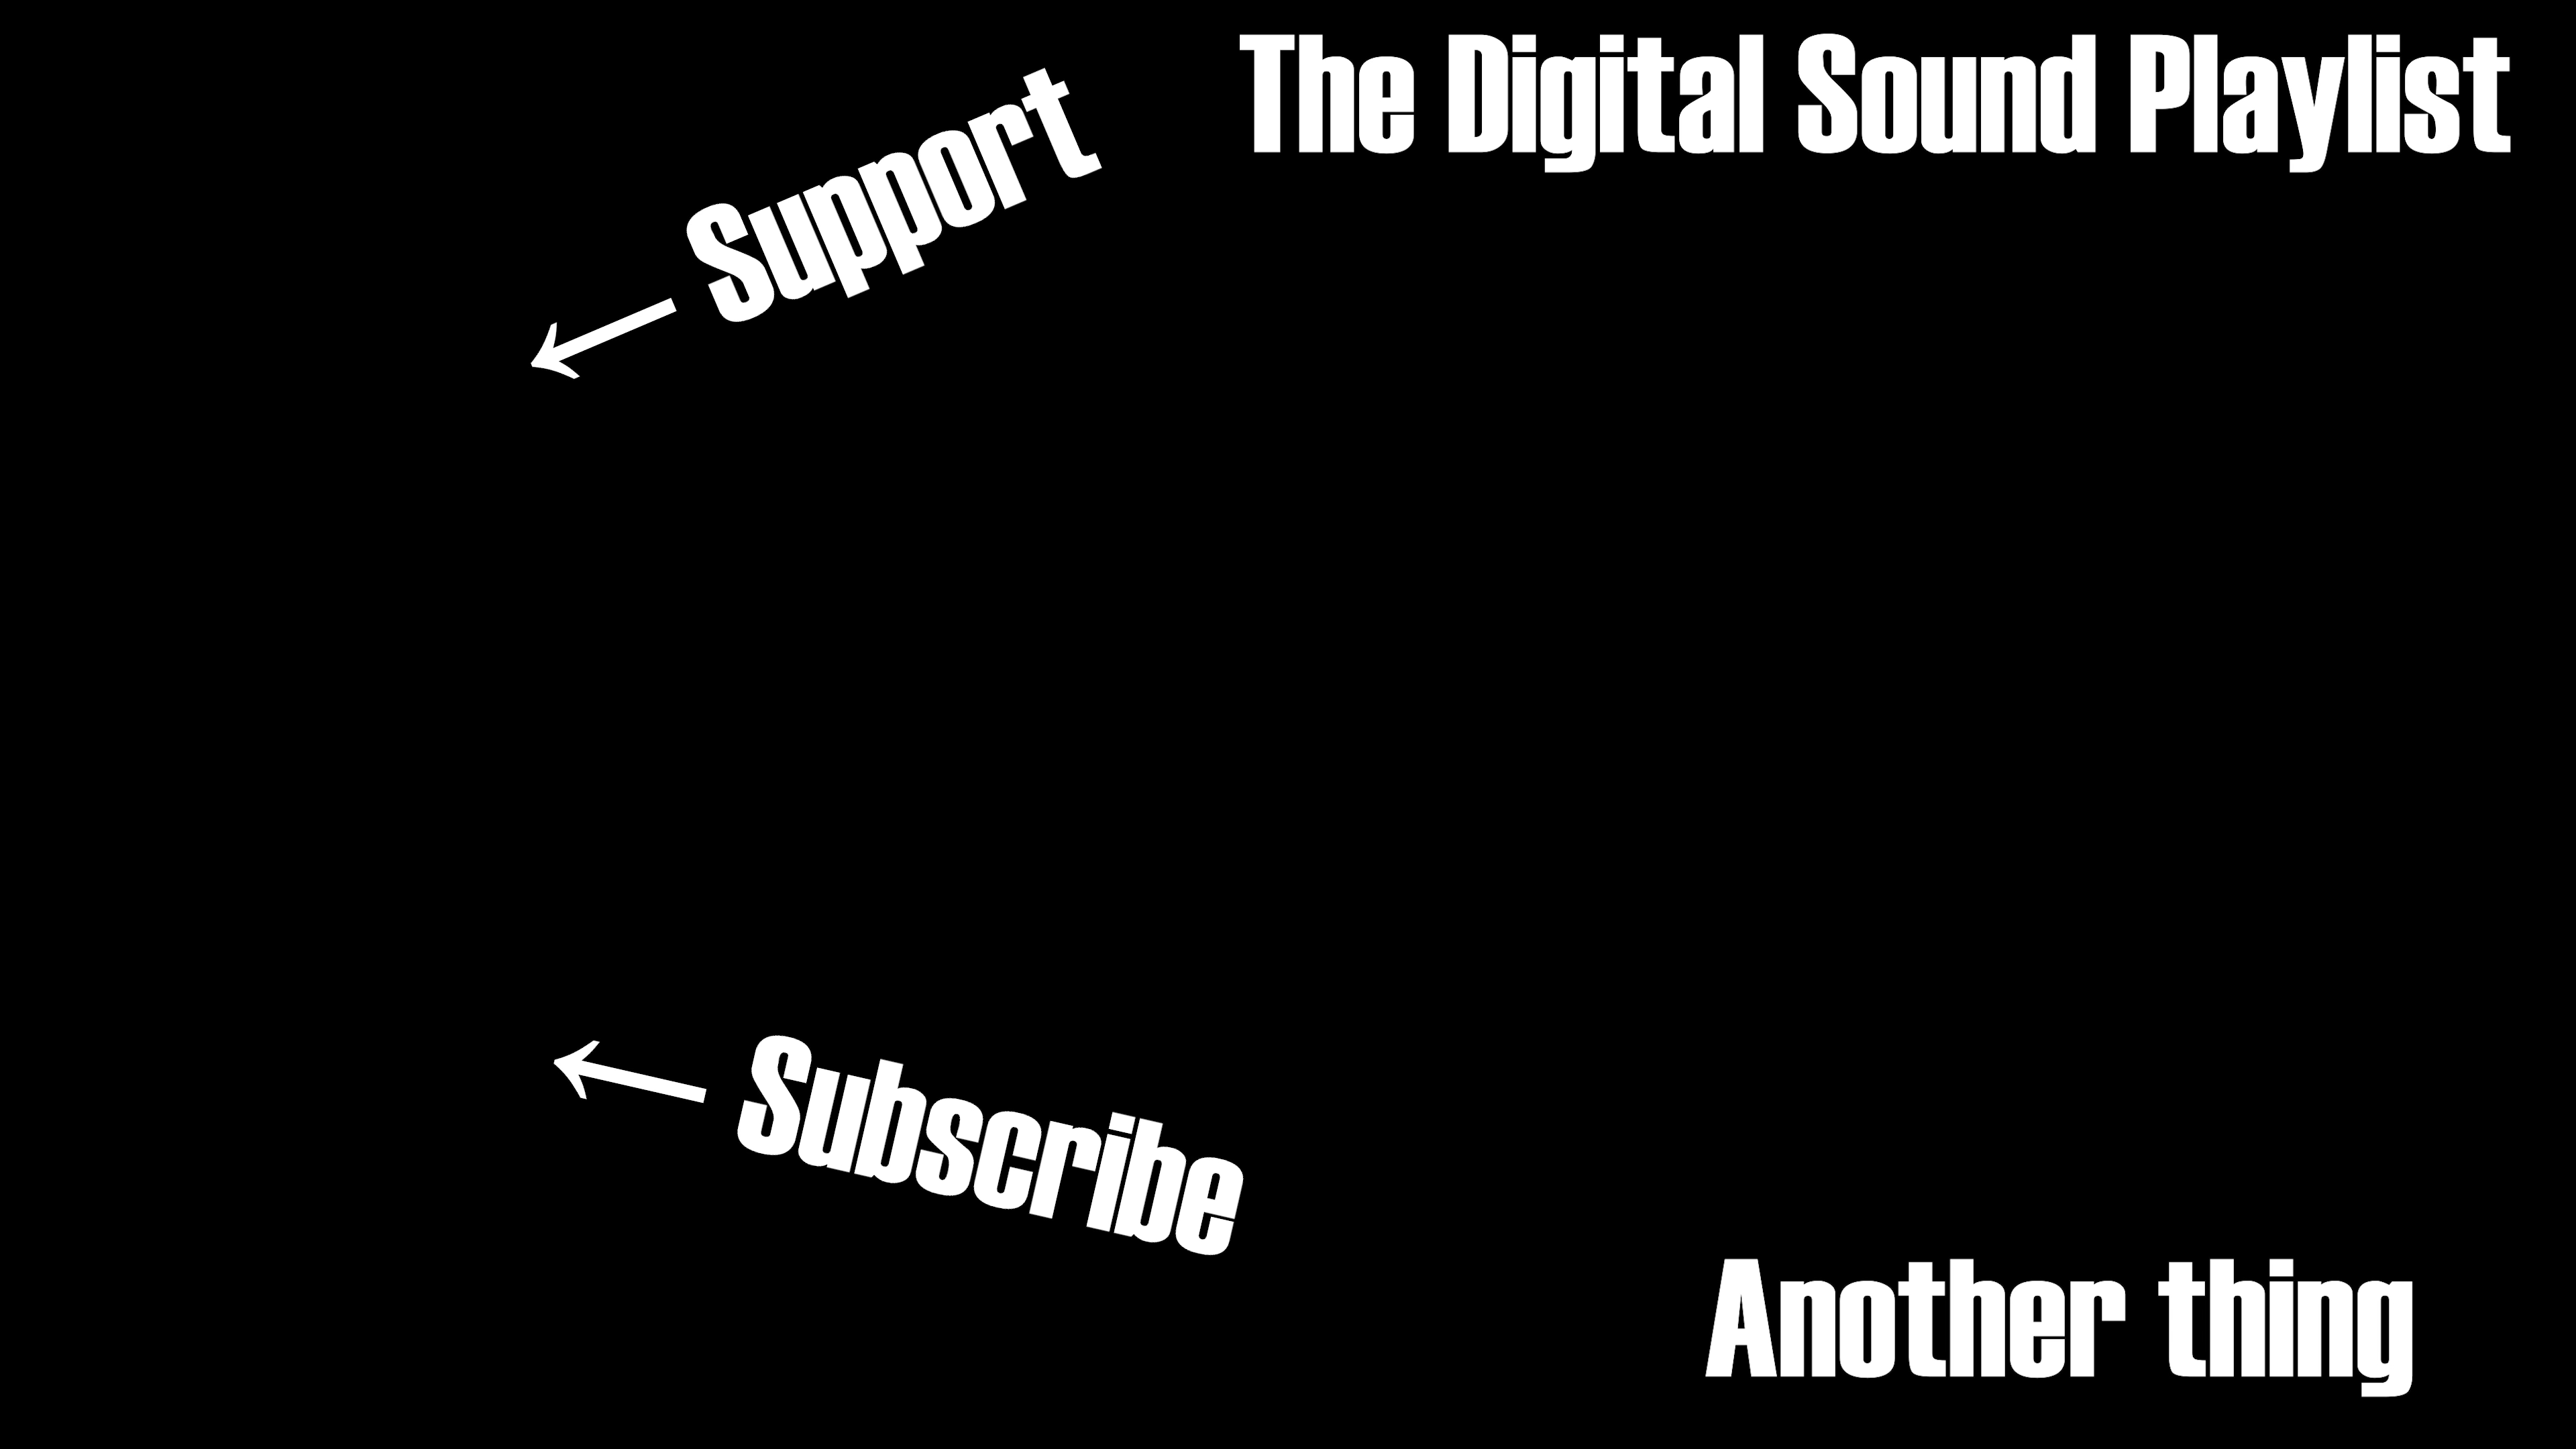 The Digital Sound Playlist
← Support
← Subscribe
Another thing